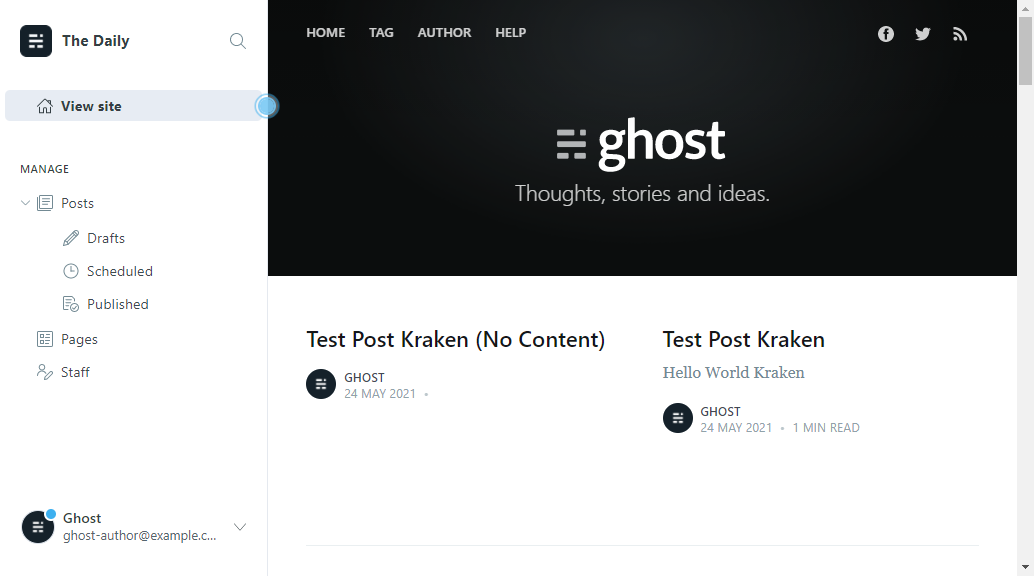 The Daily
View site
MANAGE
Posts
Drafts
Scheduled
Published
Pages
Staff
Ghost
ghost-author@example.c...
HOME TAG AUTHOR HELP
ghost
Thoughts, stories and ideas.
Test Post Kraken (No Content)
GHOST
24 MAY 2021 •
Test Post Kraken
Hello World Kraken
GHOST
24 MAY 2021 • 1 MIN READ